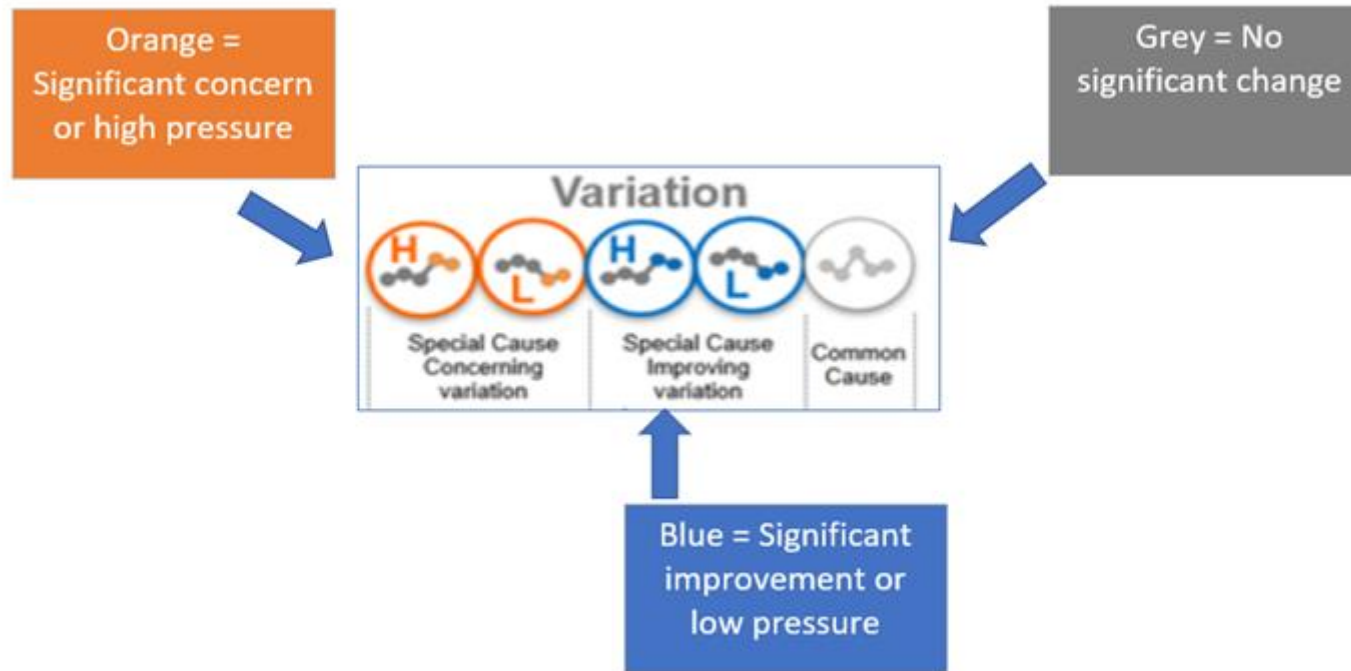 Orange =
Significant concern
or high pressure
Grey = No
significant change
Variation
H
L
H
L
Special Cause
Concerning
variation
Special Cause
Improving
variation
Common
Cause
Blue = Significant
improvement or
low pressure